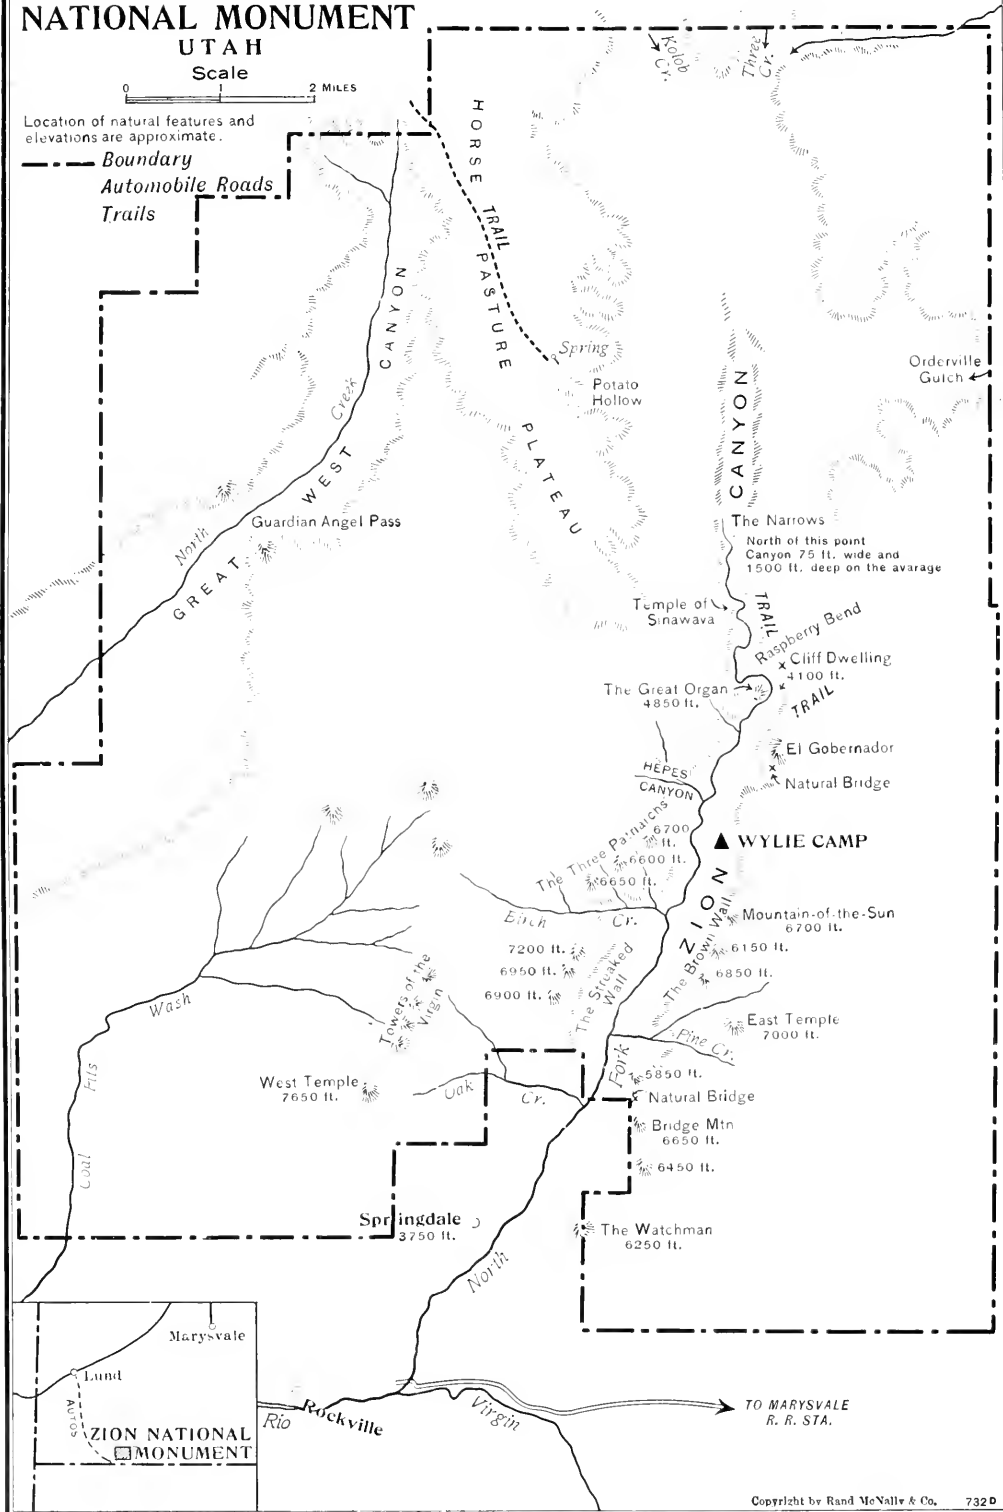 NATIONAL MONUMENT
UTAH
Scale
0 1 2 MILES
Location of natural features and
elevations are approximate.
Boundary
Automobile Roads
Trails
HORSE PASTURE PLATEAU
TRAIL
Kolob
Cr.
Three
Cr.
Spring
Potato
Hollow
Orderville
Gulch
GREAT WEST CANYON
North Creek
Guardian Angel Pass
ZION CANYON
The Narrows
North of this point
Canyon 75 ft. wide and
1500 ft. deep on the avarage
Temple of
Sinawava
TRAIL
Raspberry Bend
Cliff Dwelling
4100 ft.
The Great Organ
4850 ft.
TRAIL
El Gobernador
Natural Bridge
HEPES
CANYON
The Three Patriarchs
6700
ft.
6600 ft.
6650 ft.
WYLIE CAMP
Birch Cr.
Mountain-of-the-Sun
6700 ft.
The Brown Wall
6150 ft.
6850 ft.
7200 ft.
6950 ft.
6900 ft.
The Streaked
Wall
Towers of the
Virgin
Wash
East Temple
7000 ft.
Pine Cr.
5850 ft.
Natural Bridge
Bridge Mtn
6650 ft.
6450 ft.
West Temple
7650 ft.
Oak Cr.
Coal Fits
Springdale
3750 ft.
The Watchman
6250 ft.
North Fork
Marysvale
Lund
AUTOS
ZION NATIONAL
MONUMENT
Rio Virgin
Rockville
TO MARYSVALE
R. R. STA.
Copyright by Rand McNally & Co. 732D